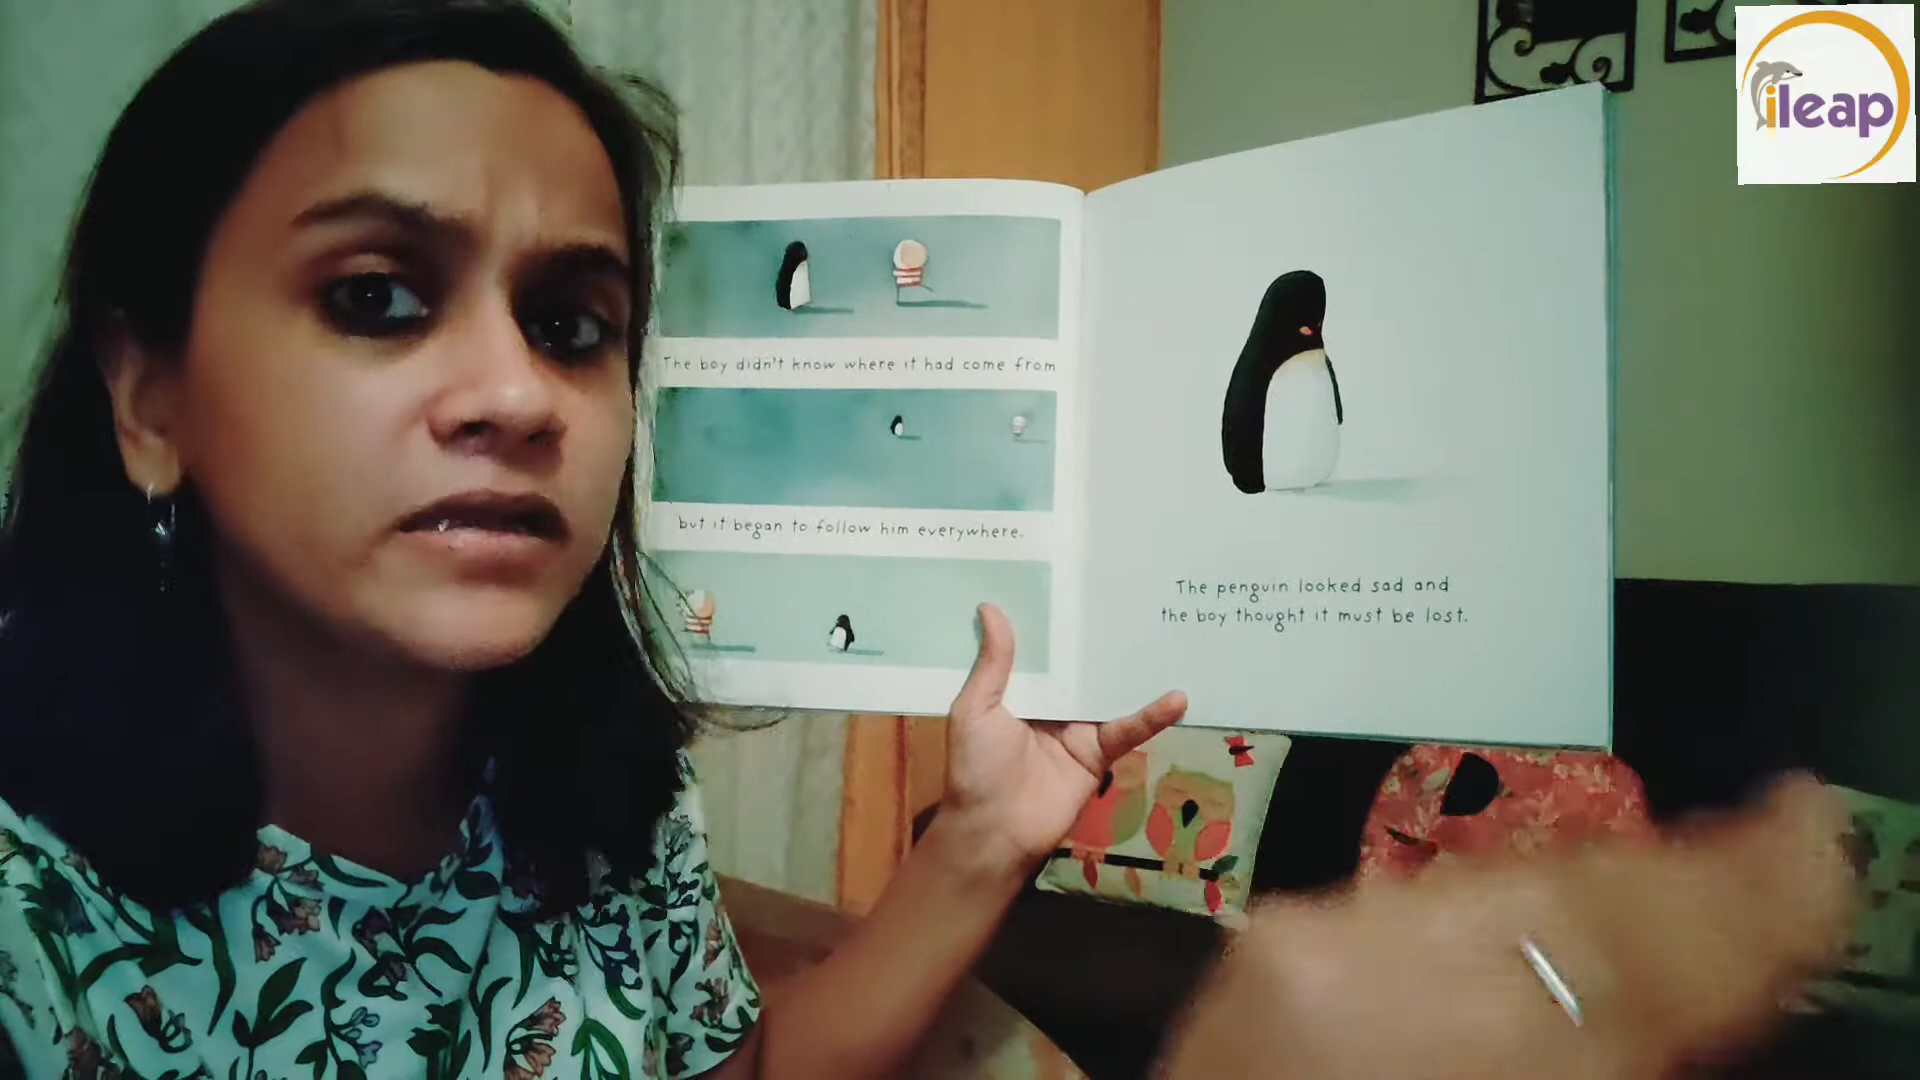 The boy didn't know where it had come from
but it began to follow him everywhere.
The penguin looked sad and
the boy thought it must be lost.
ileap